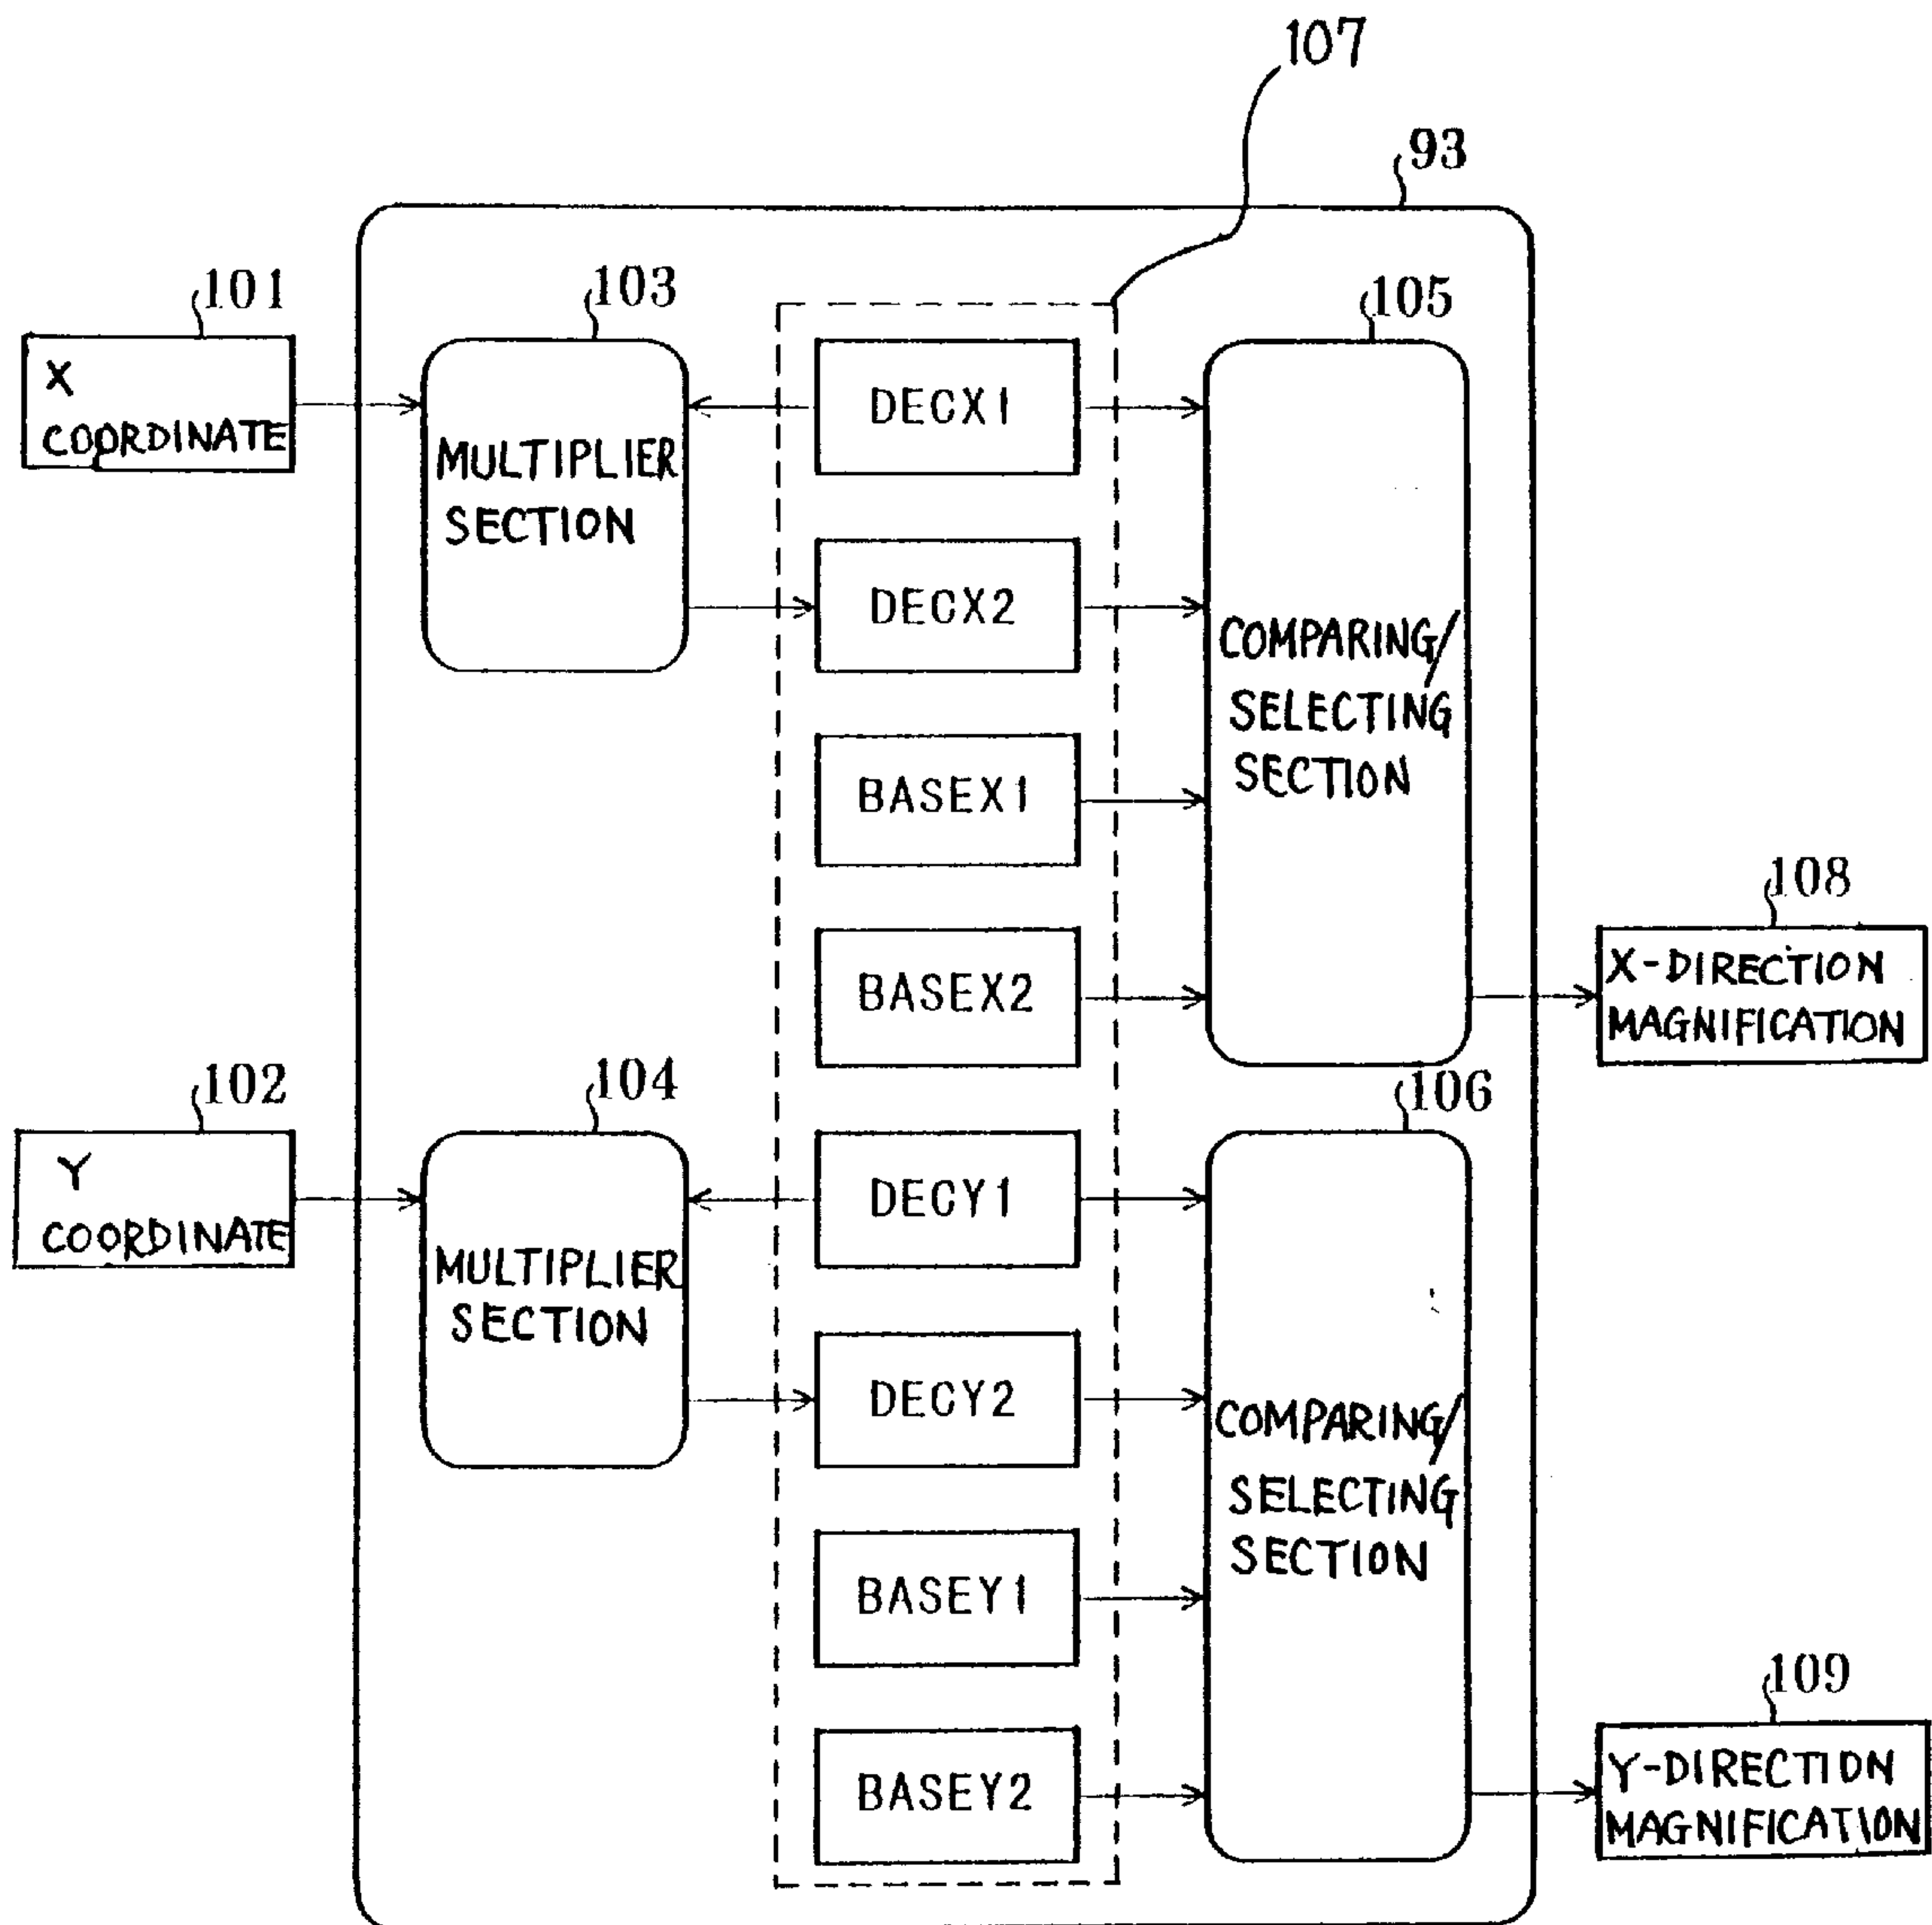 107
93
101
103
105
X
COORDINATE
MULTIPLIER
SECTION
DECX1
DECX2
BASEX1
BASEX2
COMPARING/
SELECTING
SECTION
108
X-DIRECTION
MAGNIFICATION
102
104
106
Y
COORDINATE
MULTIPLIER
SECTION
DECY1
DECY2
BASEY1
BASEY2
COMPARING/
SELECTING
SECTION
109
Y-DIRECTION
MAGNIFICATION